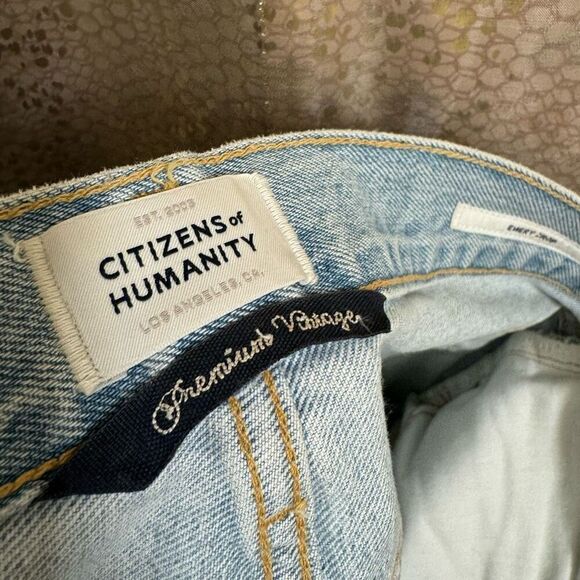 EST. 2003
CITIZENS of
HUMANITY
LOS ANGELES, CA.
Premium Vintage